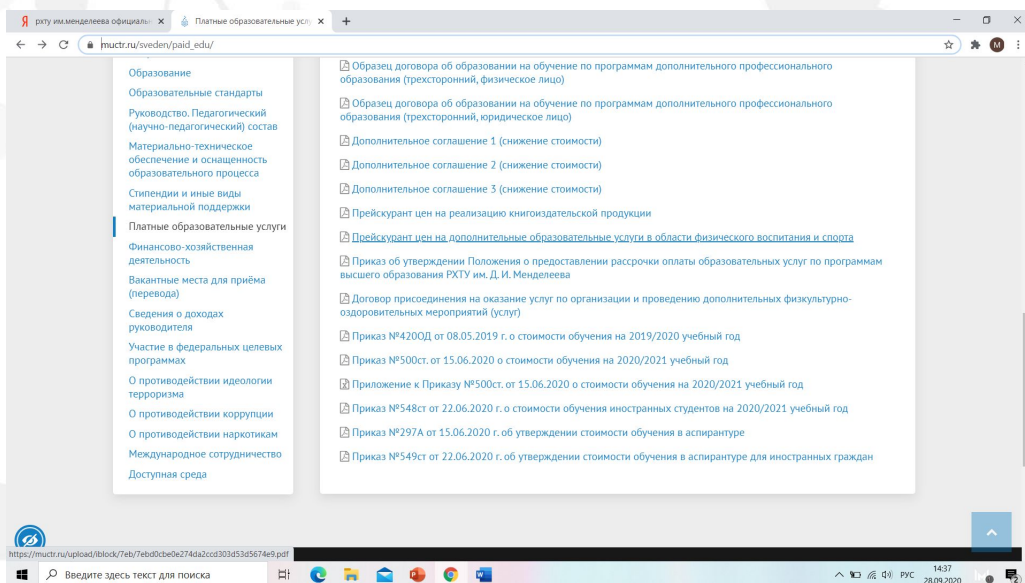 рхту им.менделеева официальн
Платные образовательные усл
muctr.ru/sveden/paid_edu/
M
Образование
Образовательные стандарты
Руководство. Педагогический
(научно-педагогический) состав
Материально-техническое
обеспечение и оснащенность
образовательного процесса
Стипендии и иные виды
материальной поддержки
Платные образовательные услуги
Финансово-хозяйственная
деятельность
Вакантные места для приёма
(перевода)
Сведения о доходах
руководителя
Участие в федеральных целевых
программах
О противодействии идеологии
терроризма
О противодействии коррупции
О противодействии наркотикам
Международное сотрудничество
Доступная среда
Образец договора об образовании на обучение по программам дополнительного профессионального
образования (трехсторонний, физическое лицо)
Образец договора об образовании на обучение по программам дополнительного профессионального
образования (трехсторонний, юридическое лицо)
Дополнительное соглашение 1 (снижение стоимости)
Дополнительное соглашение 2 (снижение стоимости)
Дополнительное соглашение 3 (снижение стоимости)
Прейскурант цен на реализацию книгоиздательской продукции
Прейскурант цен на дополнительные образовательные услуги в области физического воспитания и спорта
Приказ об утверждении Положения о предоставлении рассрочки оплаты образовательных услуг по программам
высшего образования РХТУ им. Д. И. Менделеева
Договор присоединения на оказание услуг по организации и проведению дополнительных физкультурно-
оздоровительных мероприятий (услуг)
Приказ №420ОД от 08.05.2019 г. о стоимости обучения на 2019/2020 учебный год
Приказ №500ст. от 15.06.2020 о стоимости обучения на 2020/2021 учебный год
Приложение к Приказу №500ст. от 15.06.2020 о стоимости обучения на 2020/2021 учебный год
Приказ №548ст от 22.06.2020 г. о стоимости обучения иностранных студентов на 2020/2021 учебный год
Приказ №297А от 15.06.2020 г. об утверждении стоимости обучения в аспирантуре
Приказ №549ст от 22.06.2020 г. об утверждении стоимости обучения в аспирантуре для иностранных граждан
https://muctr.ru/upload/iblock/7eb/7ebd0cbe0e274da2ccd303d53d5674e9.pdf
Введите здесь текст для поиска
РУС
14:37
28.09.2020